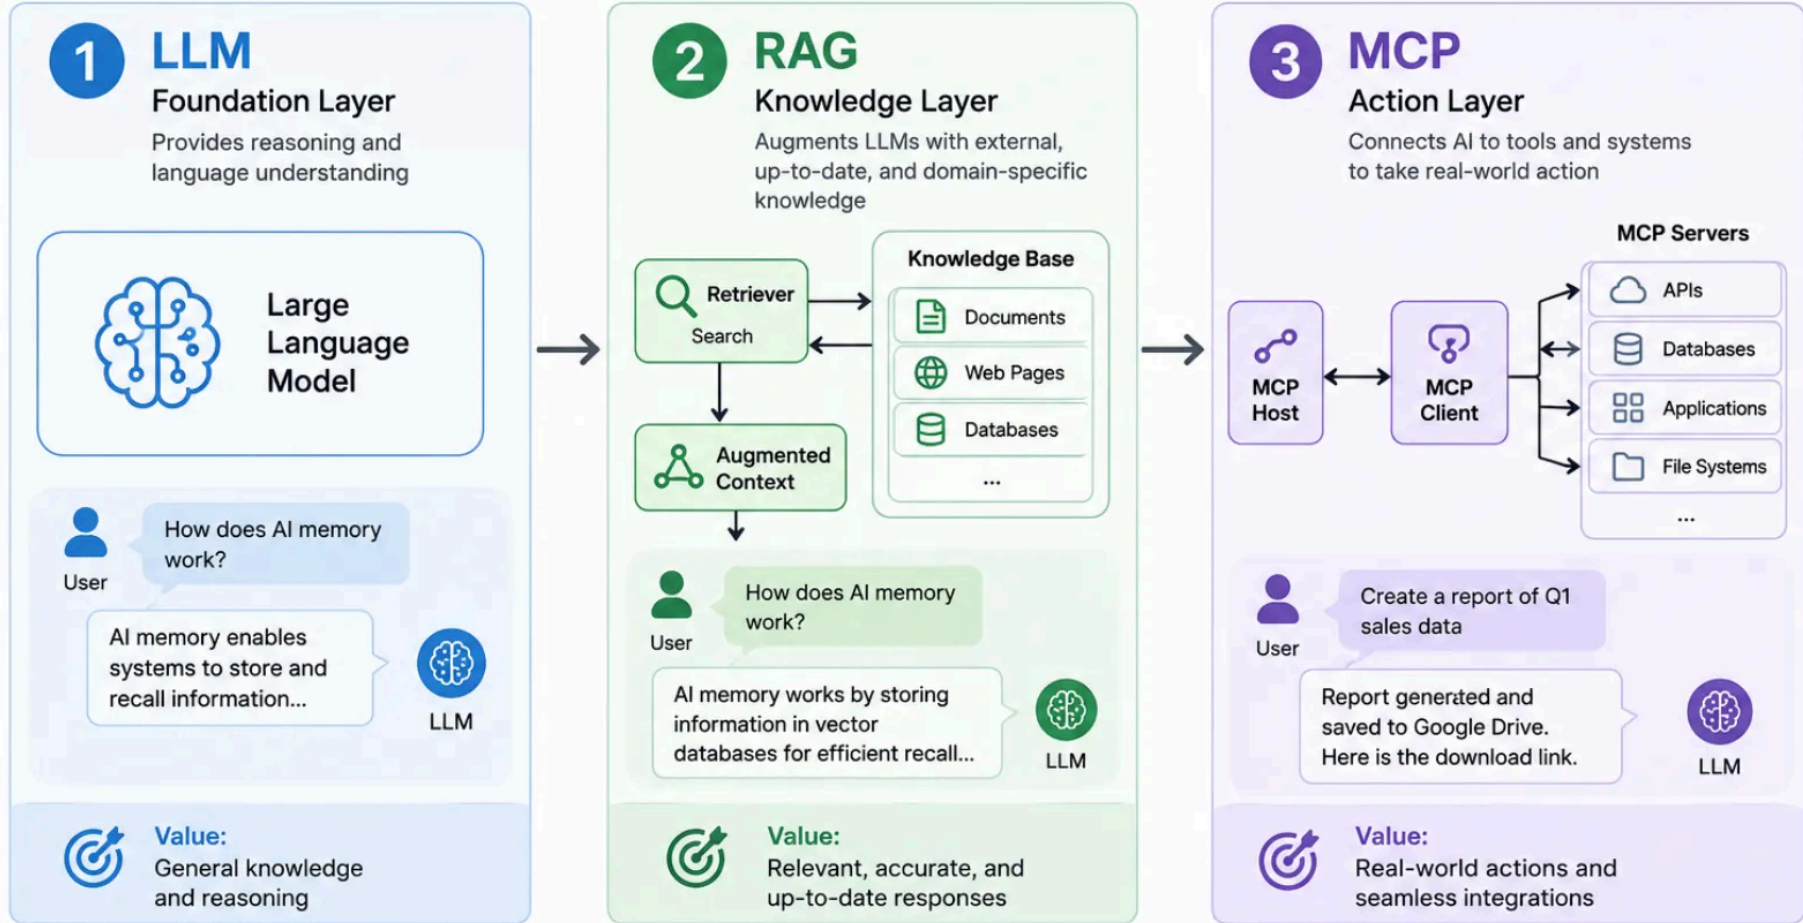 1
LLM
Foundation Layer
Provides reasoning and
language understanding
Large
Language
Model
User
How does AI memory
work?
AI memory enables
systems to store and
recall information...
LLM
Value:
General knowledge
and reasoning
2
RAG
Knowledge Layer
Augments LLMs with external,
up-to-date, and domain-specific
knowledge
Retriever
Search
Knowledge Base
Documents
Web Pages
Databases
...
Augmented
Context
User
How does AI memory
work?
AI memory works by storing
information in vector
databases for efficient recall...
LLM
Value:
Relevant, accurate, and
up-to-date responses
3
MCP
Action Layer
Connects AI to tools and systems
to take real-world action
MCP
Host
MCP
Client
MCP Servers
APIs
Databases
Applications
File Systems
...
User
Create a report of Q1
sales data
Report generated and
saved to Google Drive.
Here is the download link.
LLM
Value:
Real-world actions and
seamless integrations